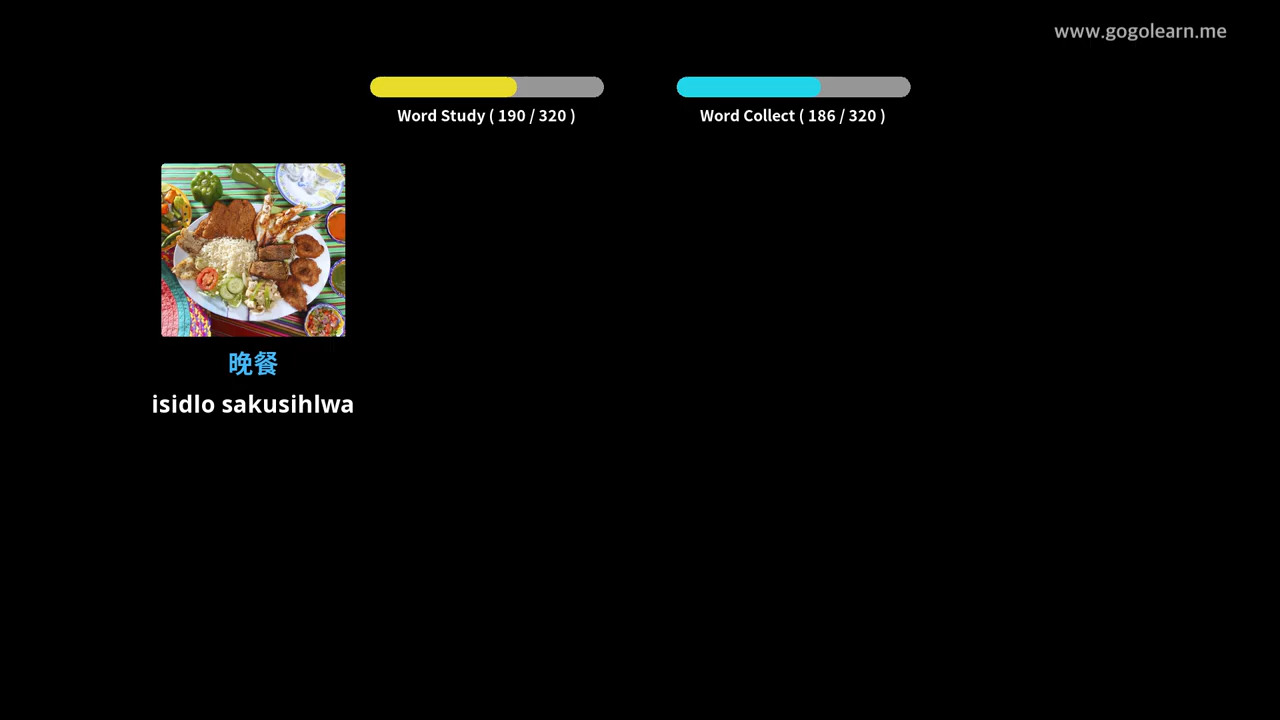 www.gogolearn.me
Word Study ( 190 / 320 )
Word Collect ( 186 / 320 )
晚餐
isidlo sakusihlwa